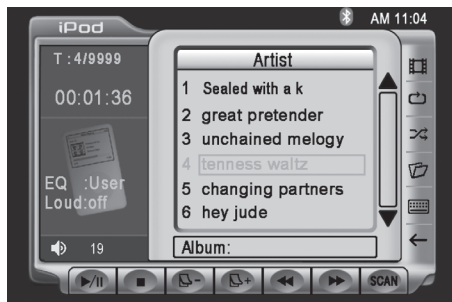 iPod
AM 11:04
T : 4/9999
00:01:36
EQ :User
Loud:off
19
Artist
1 Sealed with a k
2 great pretender
3 unchained melogy
4 tenness waltz
5 changing partners
6 hey jude
Album:
SCAN